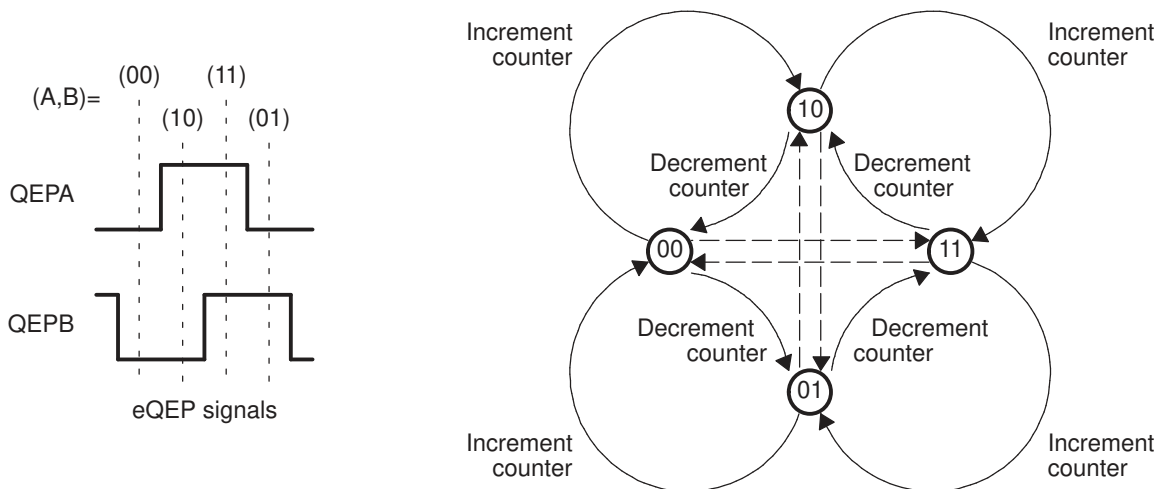 (A,B)=
(00)
(11)
(10)
(01)
QEPA
QEPB
eQEP signals
Increment
counter
Increment
counter
10
Decrement
counter
Decrement
counter
00
11
Decrement
counter
Decrement
counter
01
Increment
counter
Increment
counter